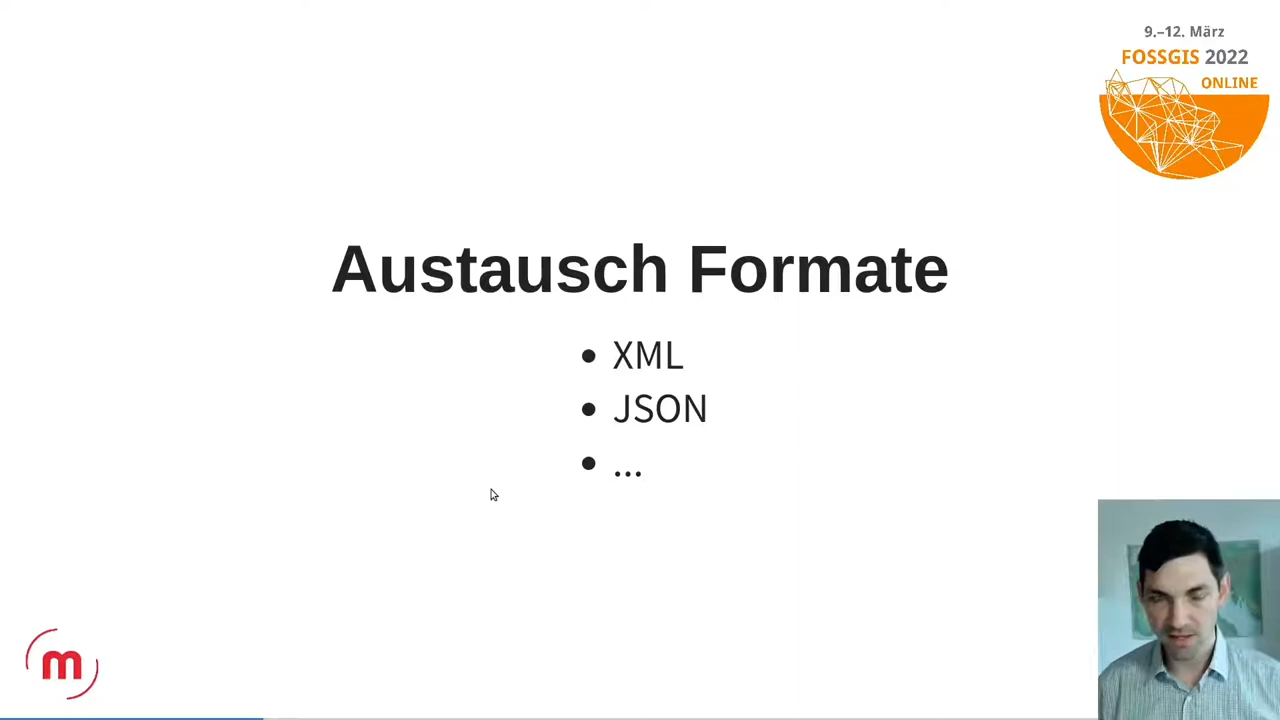 9.–12. März
FOSSGIS 2022
ONLINE
Austausch Formate
• XML
• JSON
• ...
m